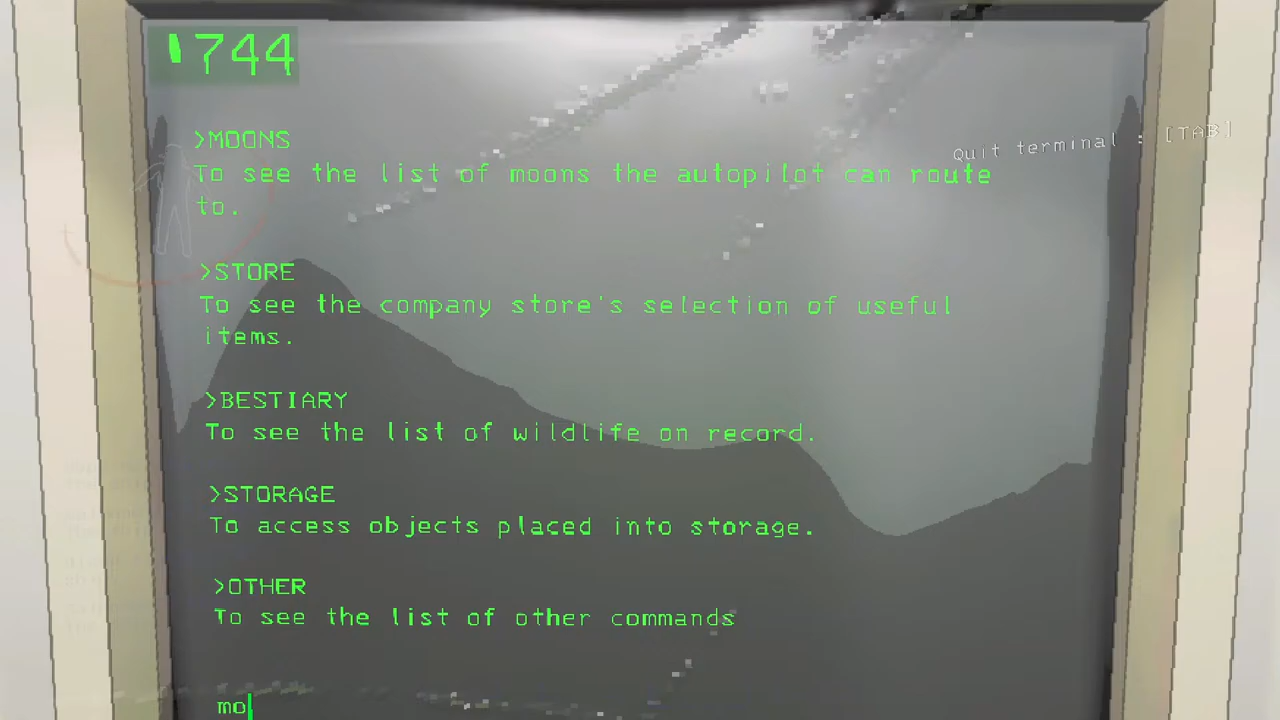 744
Quit terminal : [TAB]
>MOONS
To see the list of moons the autopilot can route
to.
>STORE
To see the company store's selection of useful
items.
>BESTIARY
To see the list of wildlife on record.
>STORAGE
To access objects placed into storage.
>OTHER
To see the list of other commands
mo